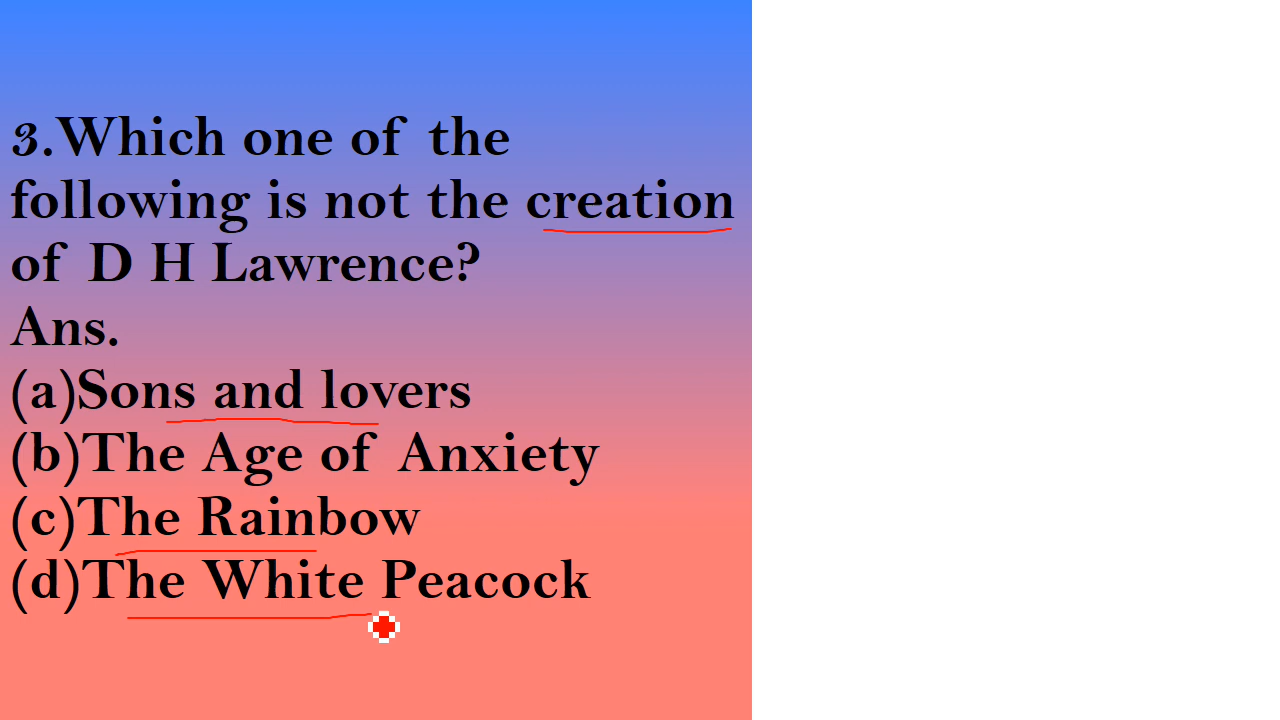 3.Which one of the
following is not the creation
of D H Lawrence?
Ans.
(a)Sons and lovers
(b)The Age of Anxiety
(c)The Rainbow
(d)The White Peacock